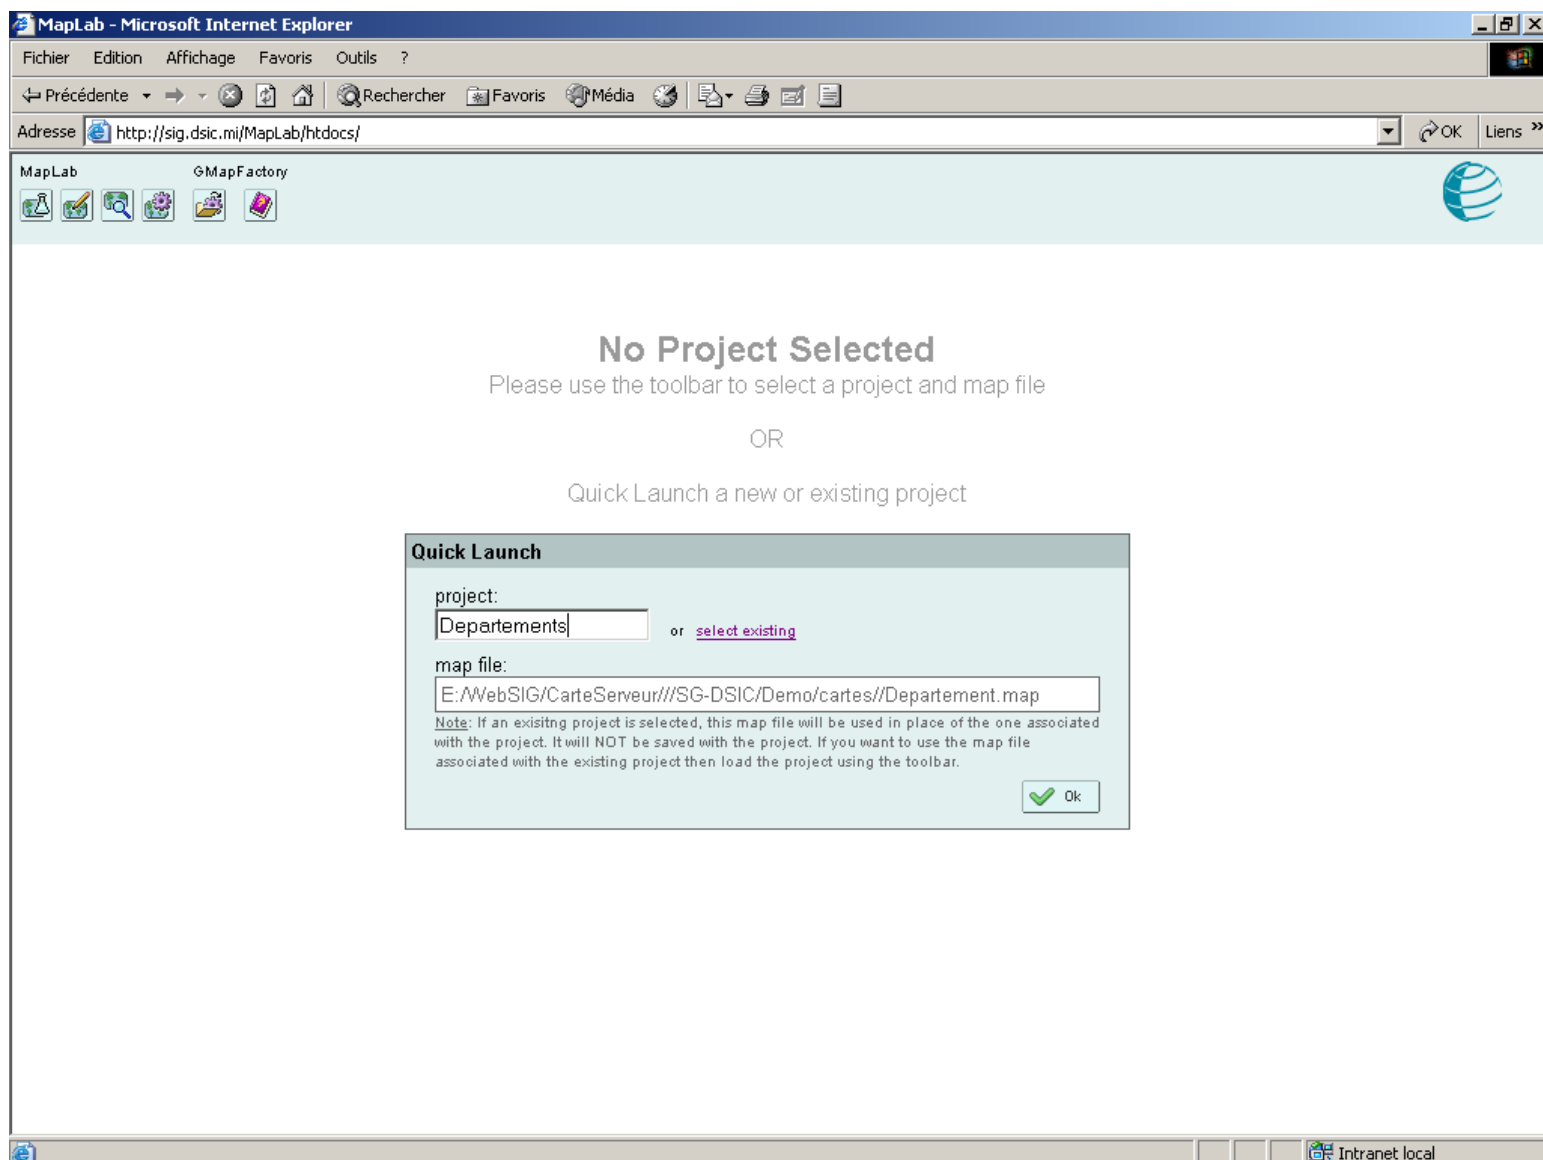 MapLab - Microsoft Internet Explorer
Fichier Edition Affichage Favoris Outils ?
Précédente Rechercher Favoris Média
Adresse http://sig.dsic.mi/MapLab/htdocs/ OK Liens »
MapLab GMapFactory
No Project Selected
Please use the toolbar to select a project and map file
OR
Quick Launch a new or existing project
Quick Launch
project:
Departements or select existing
map file:
E:/WebSIG/CarteServeur///SG-DSIC/Demo/cartes//Departement.map
Note: If an exisitng project is selected, this map file will be used in place of the one associated
with the project. It will NOT be saved with the project. If you want to use the map file
associated with the existing project then load the project using the toolbar.
Ok
Intranet local